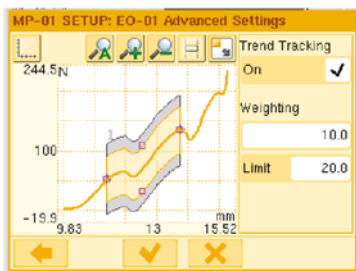 MP-01 SETUP: EO-01 Advanced Settings
Trend Tracking
On
Weighting
10.0
Limit 20.0
244.5 N
1
100
-19.9
mm
9.83 13 15.52